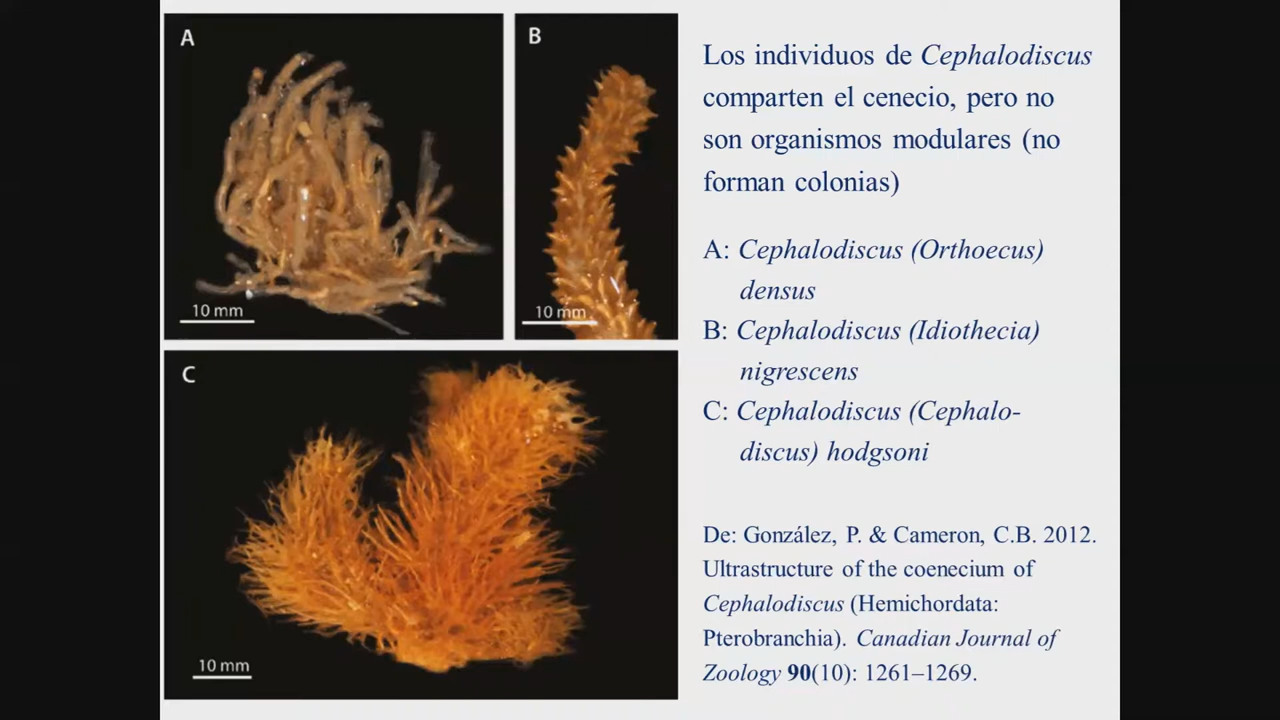 A
B
10 mm
10 mm
C
10 mm
Los individuos de Cephalodiscus
comparten el cenecio, pero no
son organismos modulares (no
forman colonias)
A: Cephalodiscus (Orthoecus)
densus
B: Cephalodiscus (Idiothecia)
nigrescens
C: Cephalodiscus (Cephalo-
discus) hodgsoni
De: González, P. & Cameron, C.B. 2012.
Ultrastructure of the coenecium of
Cephalodiscus (Hemichordata:
Pterobranchia). Canadian Journal of
Zoology 90(10): 1261–1269.